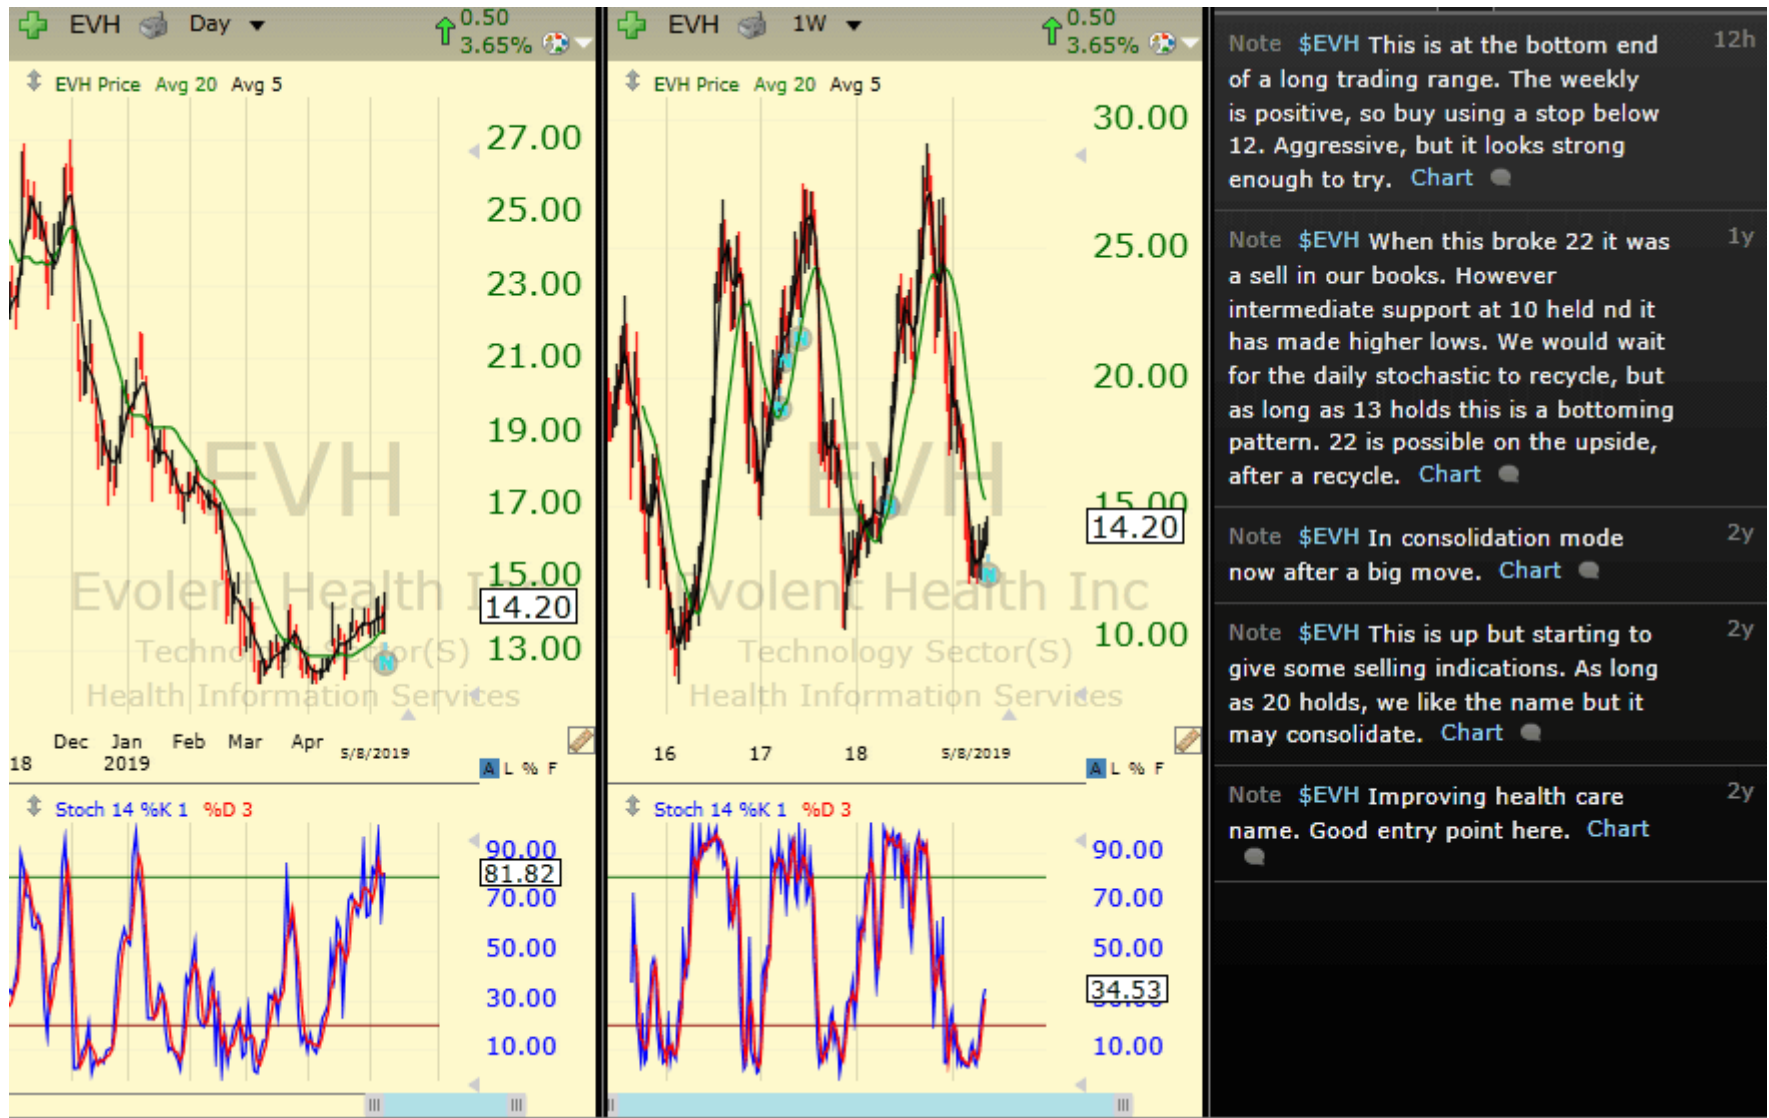 EVH Day 0.50
3.65%
EVH Price Avg 20 Avg 5
27.00
25.00
23.00
21.00
19.00
17.00
15.00
14.20
13.00
EVH
Evolent Health Inc
Technology Sector(S)
Health Information Services
Dec Jan Feb Mar Apr 5/8/2019
18 2019
A L % F
Stoch 14 %K 1 %D 3
90.00
81.82
70.00
50.00
30.00
10.00
EVH 1W 0.50
3.65%
EVH Price Avg 20 Avg 5
30.00
25.00
20.00
15.00
14.20
10.00
EVH
Evolent Health Inc
Technology Sector(S)
Health Information Services
16 17 18 5/8/2019
A L % F
Stoch 14 %K 1 %D 3
90.00
70.00
50.00
34.53
30.00
10.00
Note $EVH This is at the bottom end 12h
of a long trading range. The weekly
is positive, so buy using a stop below
12. Aggressive, but it looks strong
enough to try. Chart
Note $EVH When this broke 22 it was 1y
a sell in our books. However
intermediate support at 10 held nd it
has made higher lows. We would wait
for the daily stochastic to recycle, but
as long as 13 holds this is a bottoming
pattern. 22 is possible on the upside,
after a recycle. Chart
Note $EVH In consolidation mode 2y
now after a big move. Chart
Note $EVH This is up but starting to 2y
give some selling indications. As long
as 20 holds, we like the name but it
may consolidate. Chart
Note $EVH Improving health care 2y
name. Good entry point here. Chart